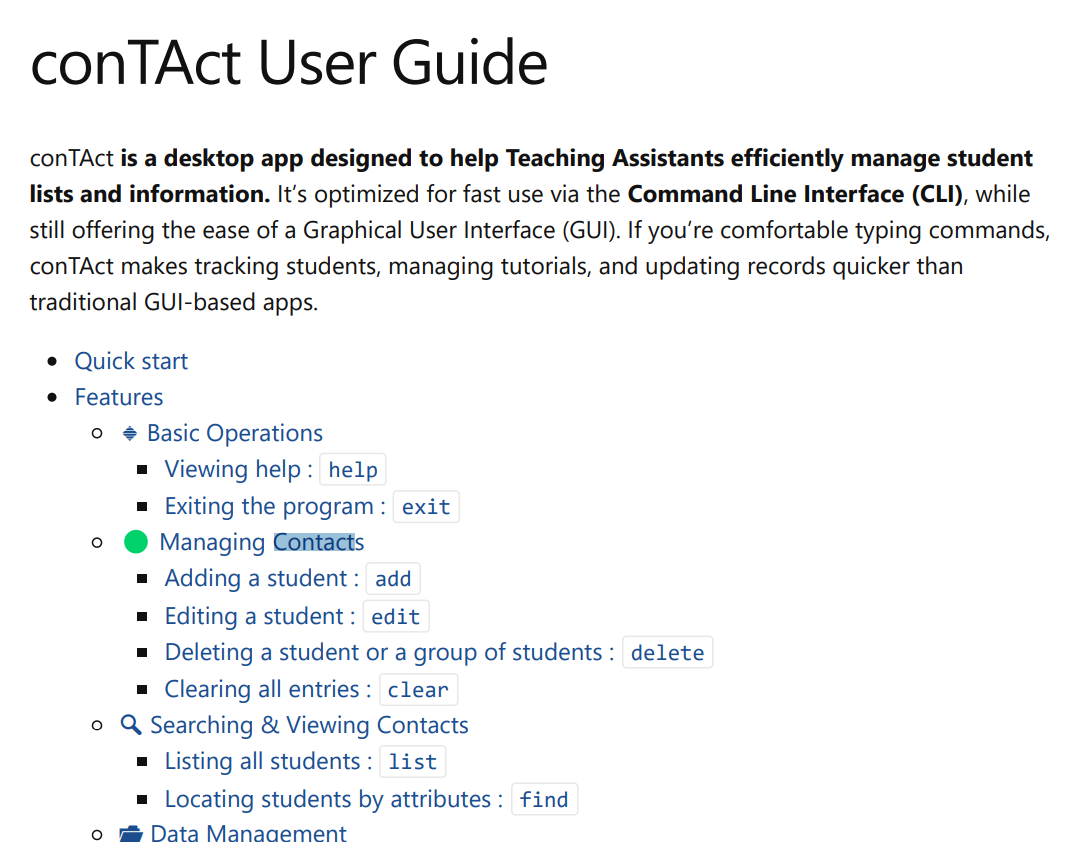 conTAct User Guide
conTAct is a desktop app designed to help Teaching Assistants efficiently manage student
lists and information. It’s optimized for fast use via the Command Line Interface (CLI), while
still offering the ease of a Graphical User Interface (GUI). If you’re comfortable typing commands,
conTAct makes tracking students, managing tutorials, and updating records quicker than
traditional GUI-based apps.
Quick start
Features
Basic Operations
Viewing help : help
Exiting the program : exit
Managing Contacts
Adding a student : add
Editing a student : edit
Deleting a student or a group of students : delete
Clearing all entries : clear
Searching & Viewing Contacts
Listing all students : list
Locating students by attributes : find
Data Management